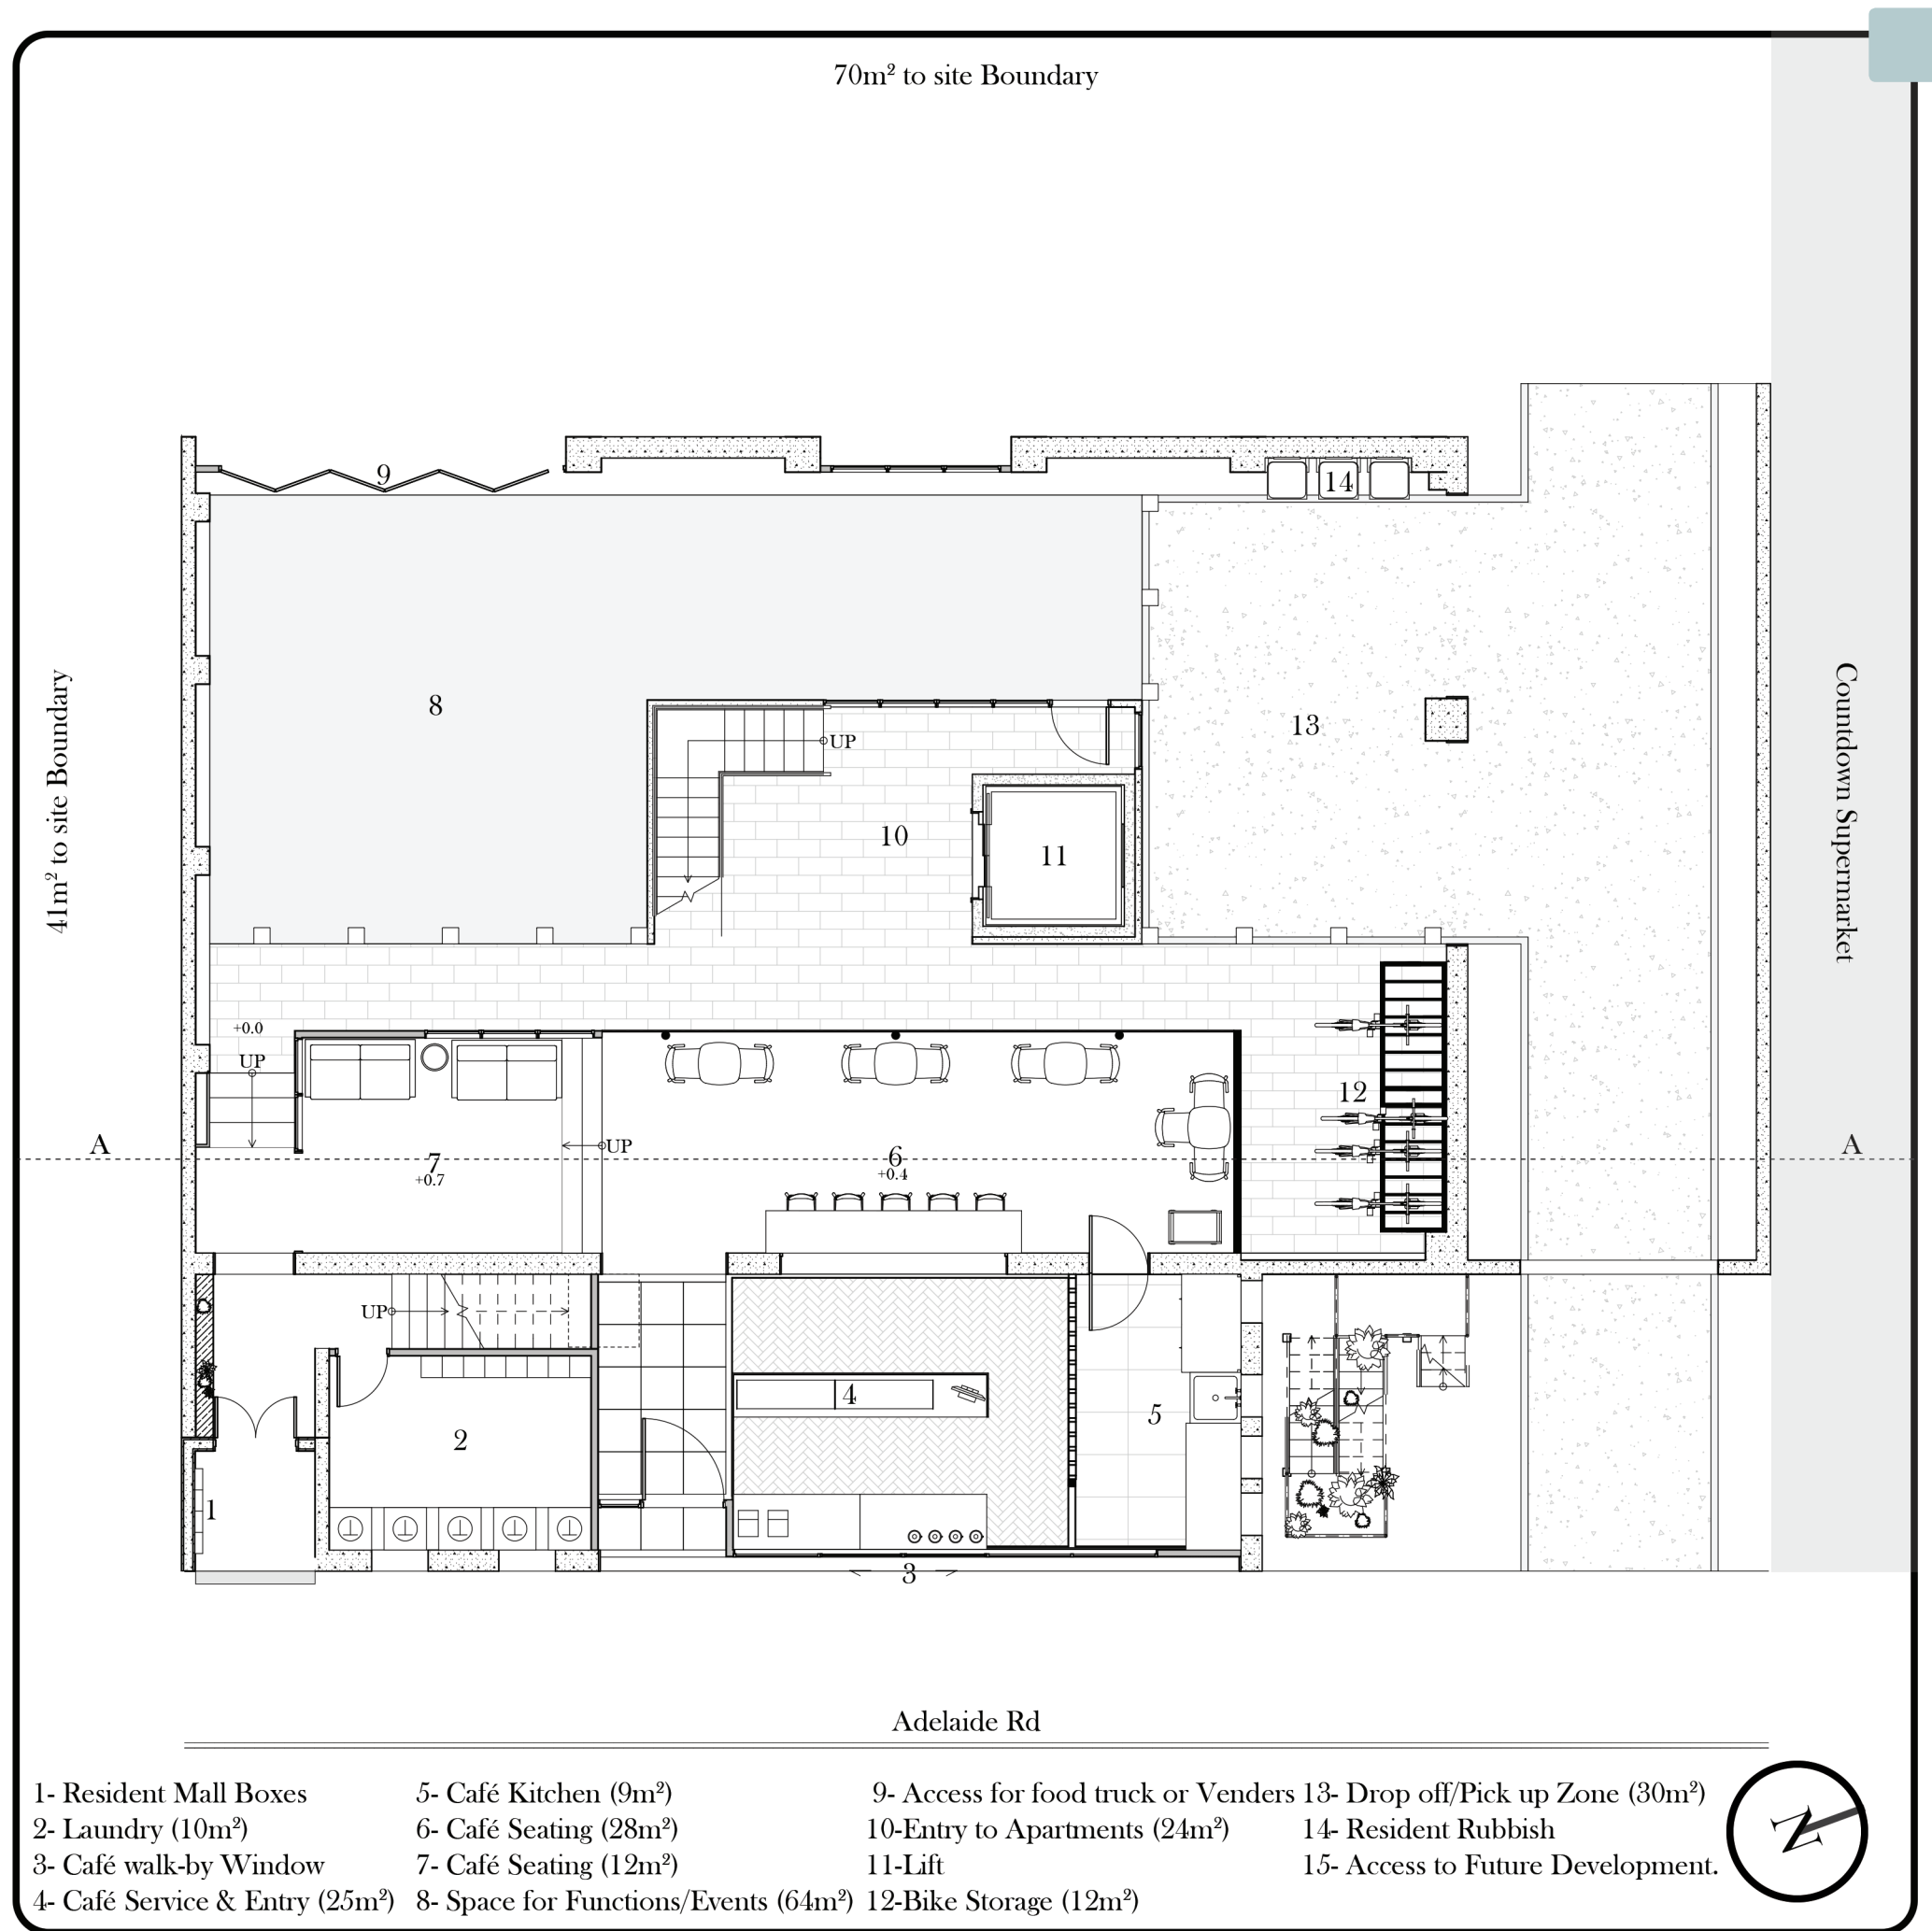 70m² to site Boundary
41m² to site Boundary
Countdown Supermarket
9
14
8
UP
13
10
11
+0.0
UP
12
A
UP
A
7
+0.7
6
+0.4
UP
4
5
2
1
3
Adelaide Rd
1- Resident Mall Boxes
2- Laundry (10m²)
3- Café walk-by Window
4- Café Service & Entry (25m²)
5- Café Kitchen (9m²)
6- Café Seating (28m²)
7- Café Seating (12m²)
8- Space for Functions/Events (64m²)
9- Access for food truck or Venders
10-Entry to Apartments (24m²)
11-Lift
12-Bike Storage (12m²)
13- Drop off/Pick up Zone (30m²)
14- Resident Rubbish
15- Access to Future Development.
N